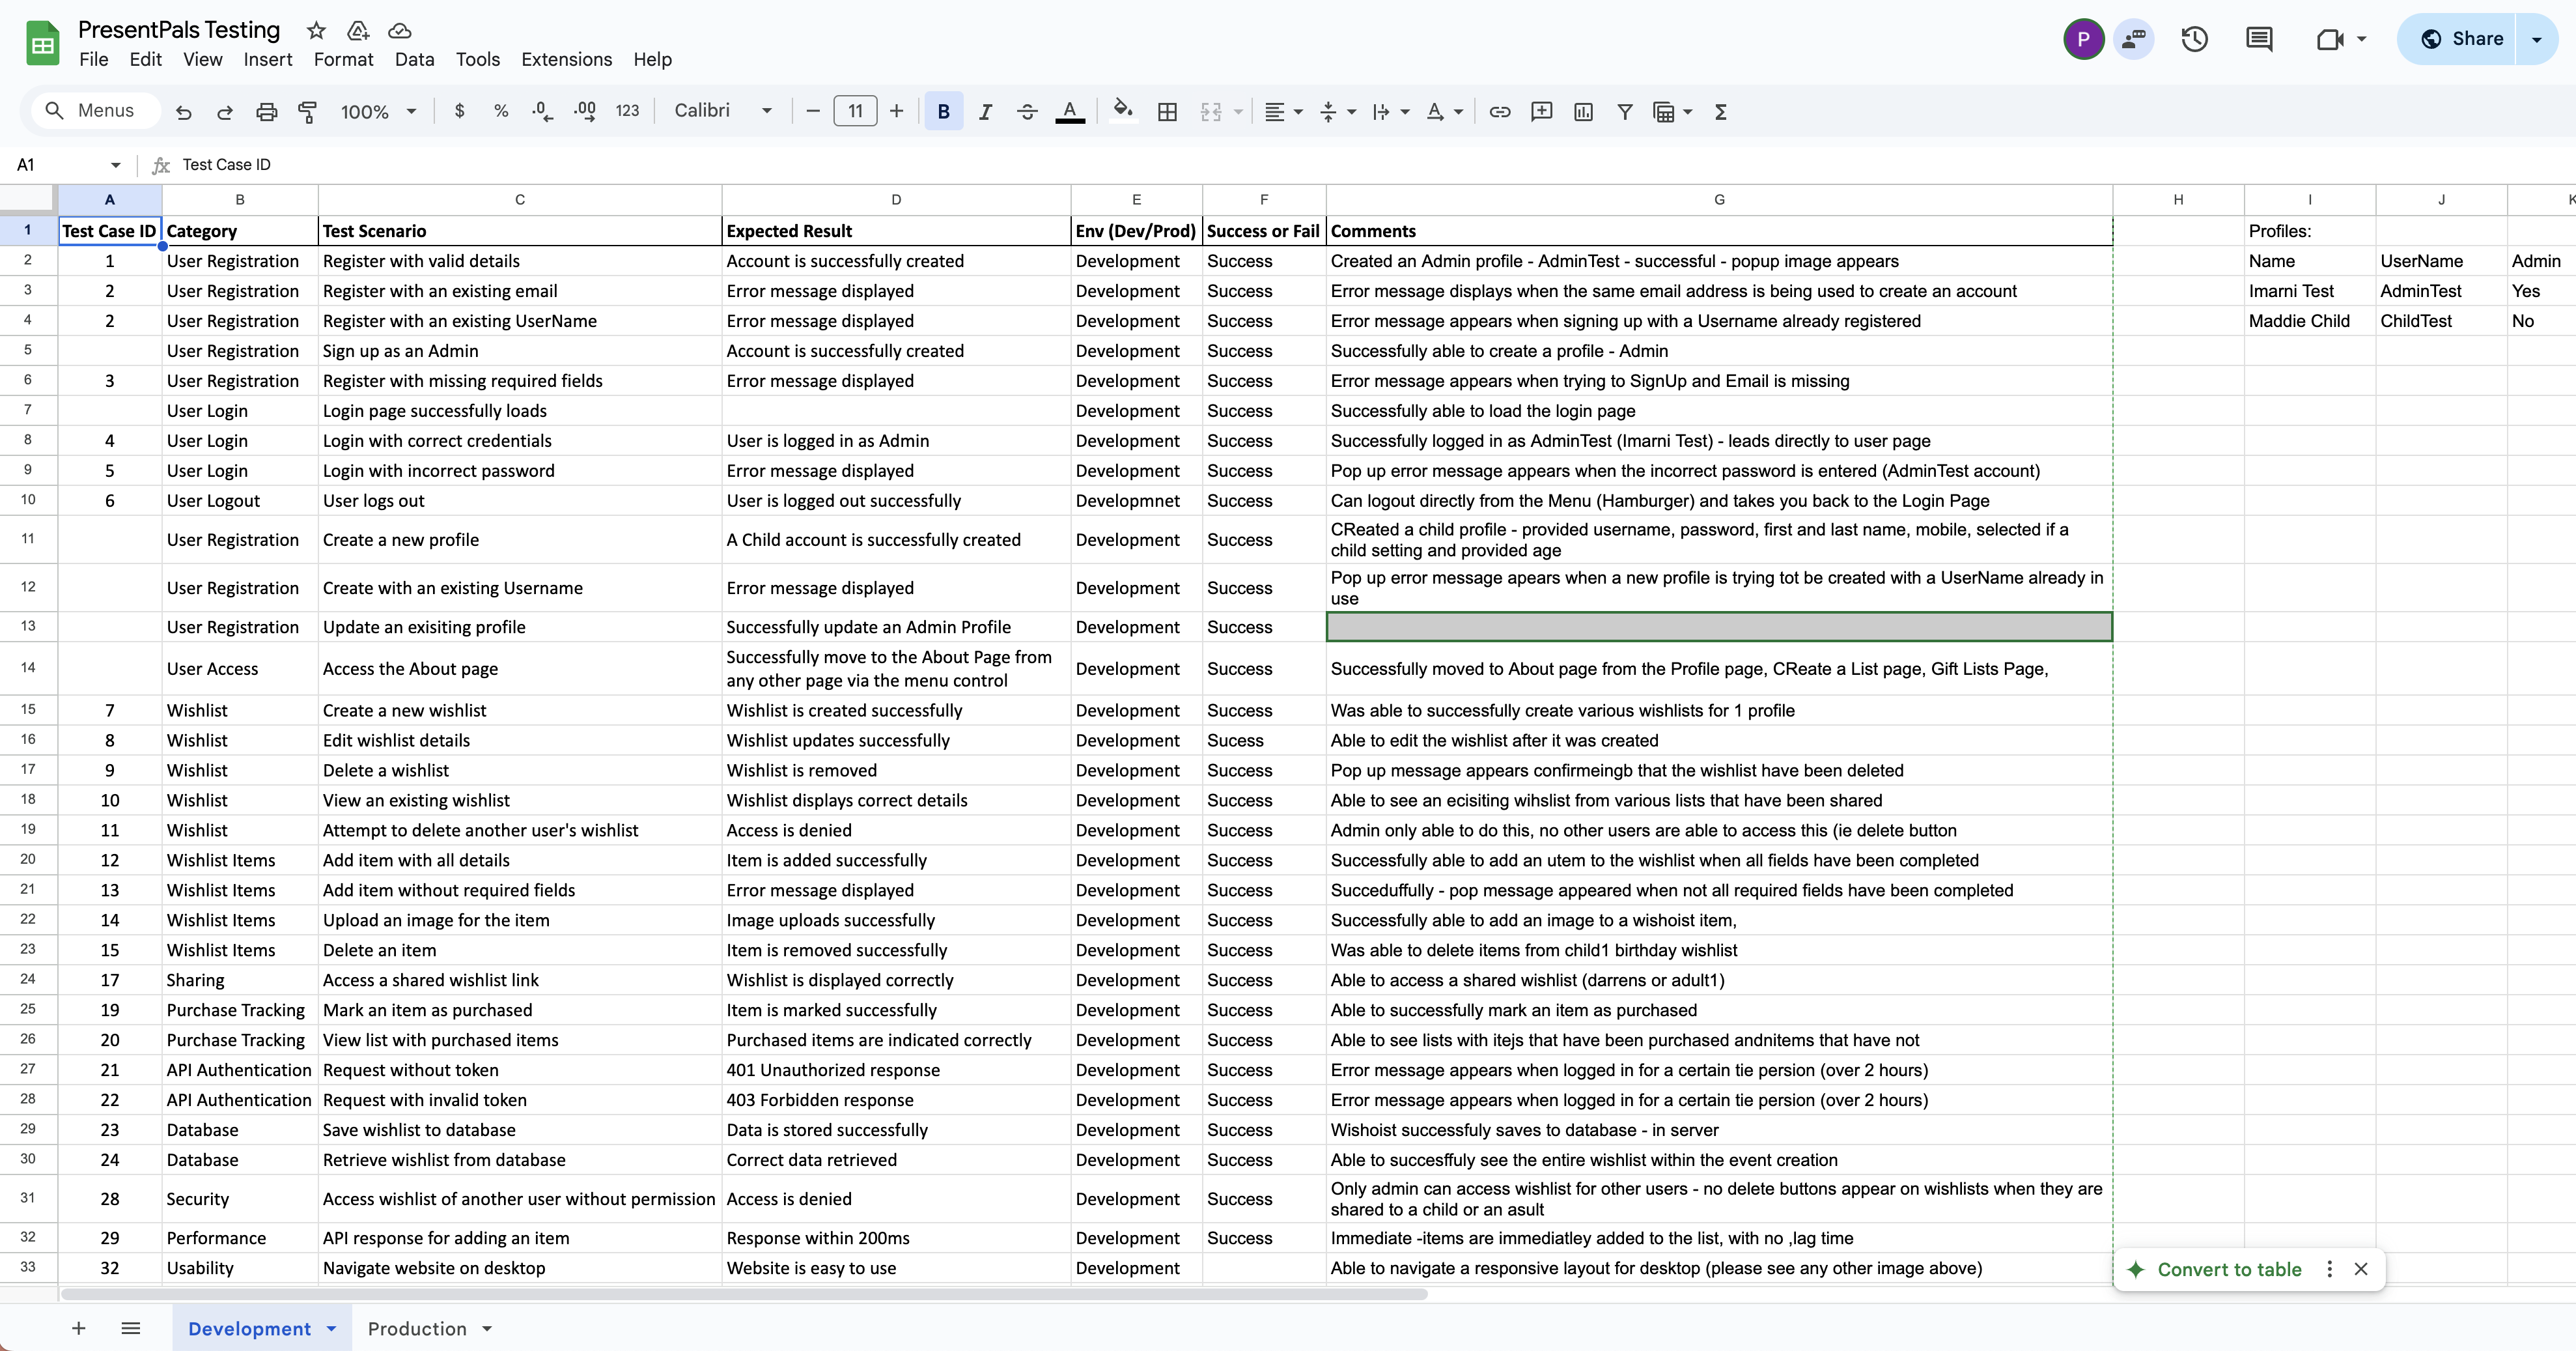 PresentPals Testing
File Edit View Insert Format Data Tools Extensions Help
P
Share
Menus 100% $ % .0 .00 123 Calibri 11 B I A
A1 fx Test Case ID
A B C D E F G H I J K
1 Test Case ID Category Test Scenario Expected Result Env (Dev/Prod) Success or Fail Comments Profiles:
2 1 User Registration Register with valid details Account is successfully created Development Success Created an Admin profile - AdminTest - successful - popup image appears Name UserName Admin
3 2 User Registration Register with an existing email Error message displayed Development Success Error message displays when the same email address is being used to create an account Imarni Test AdminTest Yes
4 2 User Registration Register with an existing UserName Error message displayed Development Success Error message appears when signing up with a Username already registered Maddie Child ChildTest No
5 User Registration Sign up as an Admin Account is successfully created Development Success Successfully able to create a profile - Admin
6 3 User Registration Register with missing required fields Error message displayed Development Success Error message appears when trying to SignUp and Email is missing
7 User Login Login page successfully loads Development Success Successfully able to load the login page
8 4 User Login Login with correct credentials User is logged in as Admin Development Success Successfully logged in as AdminTest (Imarni Test) - leads directly to user page
9 5 User Login Login with incorrect password Error message displayed Development Success Pop up error message appears when the incorrect password is entered (AdminTest account)
10 6 User Logout User logs out User is logged out successfully Developmnet Success Can logout directly from the Menu (Hamburger) and takes you back to the Login Page
11 User Registration Create a new profile A Child account is successfully created Development Success CReated a child profile - provided username, password, first and last name, mobile, selected if a
child setting and provided age
12 User Registration Create with an existing Username Error message displayed Development Success Pop up error message apears when a new profile is trying tot be created with a UserName already in
use
13 User Registration Update an exisiting profile Successfully update an Admin Profile Development Success
14 User Access Access the About page Successfully move to the About Page from
any other page via the menu control Development Success Successfully moved to About page from the Profile page, CReate a List page, Gift Lists Page,
15 7 Wishlist Create a new wishlist Wishlist is created successfully Development Success Was able to successfully create various wishlists for 1 profile
16 8 Wishlist Edit wishlist details Wishlist updates successfully Development Sucess Able to edit the wishlist after it was created
17 9 Wishlist Delete a wishlist Wishlist is removed Development Success Pop up message appears confirmeingb that the wishlist have been deleted
18 10 Wishlist View an existing wishlist Wishlist displays correct details Development Success Able to see an ecisiting wihslist from various lists that have been shared
19 11 Wishlist Attempt to delete another user's wishlist Access is denied Development Success Admin only able to do this, no other users are able to access this (ie delete button
20 12 Wishlist Items Add item with all details Item is added successfully Development Success Successfully able to add an utem to the wishlist when all fields have been completed
21 13 Wishlist Items Add item without required fields Error message displayed Development Success Succeduffully - pop message appeared when not all required fields have been completed
22 14 Wishlist Items Upload an image for the item Image uploads successfully Development Success Successfully able to add an image to a wishoist item,
23 15 Wishlist Items Delete an item Item is removed successfully Development Success Was able to delete items from child1 birthday wishlist
24 17 Sharing Access a shared wishlist link Wishlist is displayed correctly Development Success Able to access a shared wishlist (darrens or adult1)
25 19 Purchase Tracking Mark an item as purchased Item is marked successfully Development Success Able to successfully mark an item as purchased
26 20 Purchase Tracking View list with purchased items Purchased items are indicated correctly Development Success Able to see lists with itejs that have been purchased andnitems that have not
27 21 API Authentication Request without token 401 Unauthorized response Development Success Error message appears when logged in for a certain tie persion (over 2 hours)
28 22 API Authentication Request with invalid token 403 Forbidden response Development Success Error message appears when logged in for a certain tie persion (over 2 hours)
29 23 Database Save wishlist to database Data is stored successfully Development Success Wishoist successfuly saves to database - in server
30 24 Database Retrieve wishlist from database Correct data retrieved Development Success Able to succesffuly see the entire wishlist within the event creation
31 28 Security Access wishlist of another user without permission Access is denied Development Success Only admin can access wishlist for other users - no delete buttons appear on wishlists when they are
shared to a child or an asult
32 29 Performance API response for adding an item Response within 200ms Development Success Immediate -items are immediatley added to the list, with no ,lag time
33 32 Usability Navigate website on desktop Website is easy to use Development Able to navigate a responsive layout for desktop (please see any other image above)
Convert to table
Development Production